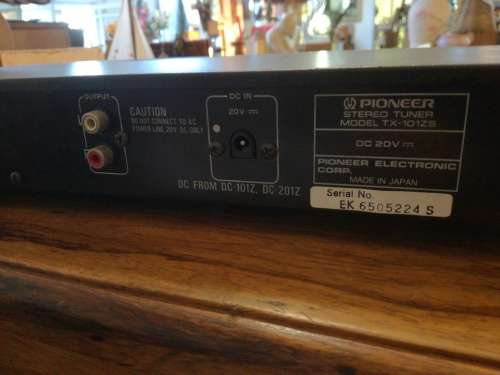 OUTPUT
CAUTION
DO NOT CONNECT TO AC
POWER LINE. 20V DC ONLY
DC IN
20V ⎓
DC FROM DC-101Z, DC-201Z
PIONEER
STEREO TUNER
MODEL TX-101ZS
DC 20V ⎓
PIONEER ELECTRONIC
CORP.
MADE IN JAPAN
Serial No.
EK 6505224 S